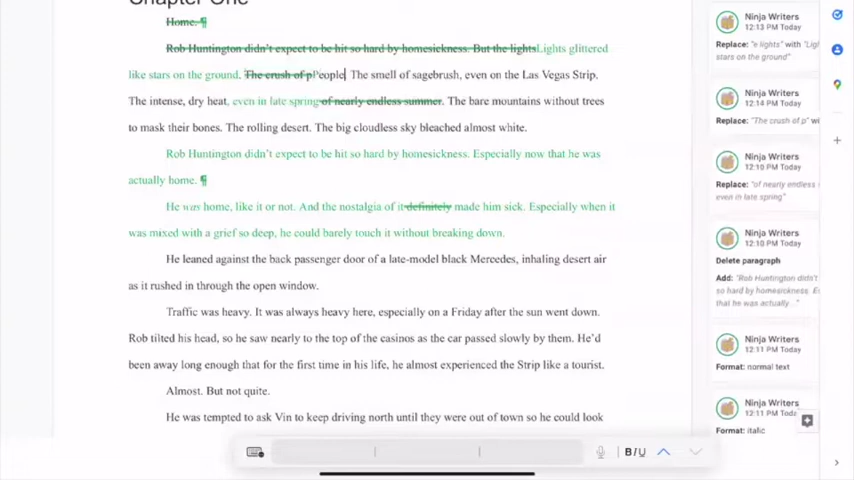 Chapter One
Home. ¶
Rob Huntington didn't expect to be hit so hard by homesickness. But the lightsLights glittered
like stars on the ground. The crush of pPeople The smell of sagebrush, even on the Las Vegas Strip.
The intense, dry heat, even in late springof nearly endless summer. The bare mountains without trees
to mask their bones. The rolling desert. The big cloudless sky bleached almost white.
Rob Huntington didn't expect to be hit so hard by homesickness. Especially now that he was
actually home. ¶
He was home, like it or not. And the nostalgia of it definitely made him sick. Especially when it
was mixed with a grief so deep, he could barely touch it without breaking down.
He leaned against the back passenger door of a late-model black Mercedes, inhaling desert air
as it rushed in through the open window.
Traffic was heavy. It was always heavy here, especially on a Friday after the sun went down.
Rob tilted his head, so he saw nearly to the top of the casinos as the car passed slowly by them. He'd
been away long enough that for the first time in his life, he almost experienced the Strip like a tourist.
Almost. But not quite.
He was tempted to ask Vin to keep driving north until they were out of town so he could look
Ninja Writers
12:13 PM Today
Replace: "e lights" with "Ligh
stars on the ground"
Ninja Writers
12:14 PM Today
Replace: "The crush of p" wi
Ninja Writers
12:10 PM Today
Replace: "of nearly endless
even in late spring"
Ninja Writers
12:10 PM Today
Delete paragraph
Add: "Rob Huntington didn't
so hard by homesickness. E
that he was actually..."
Ninja Writers
12:11 PM Today
Format: normal text
Ninja Writers
12:11 PM Toda
Format: italic
B I U